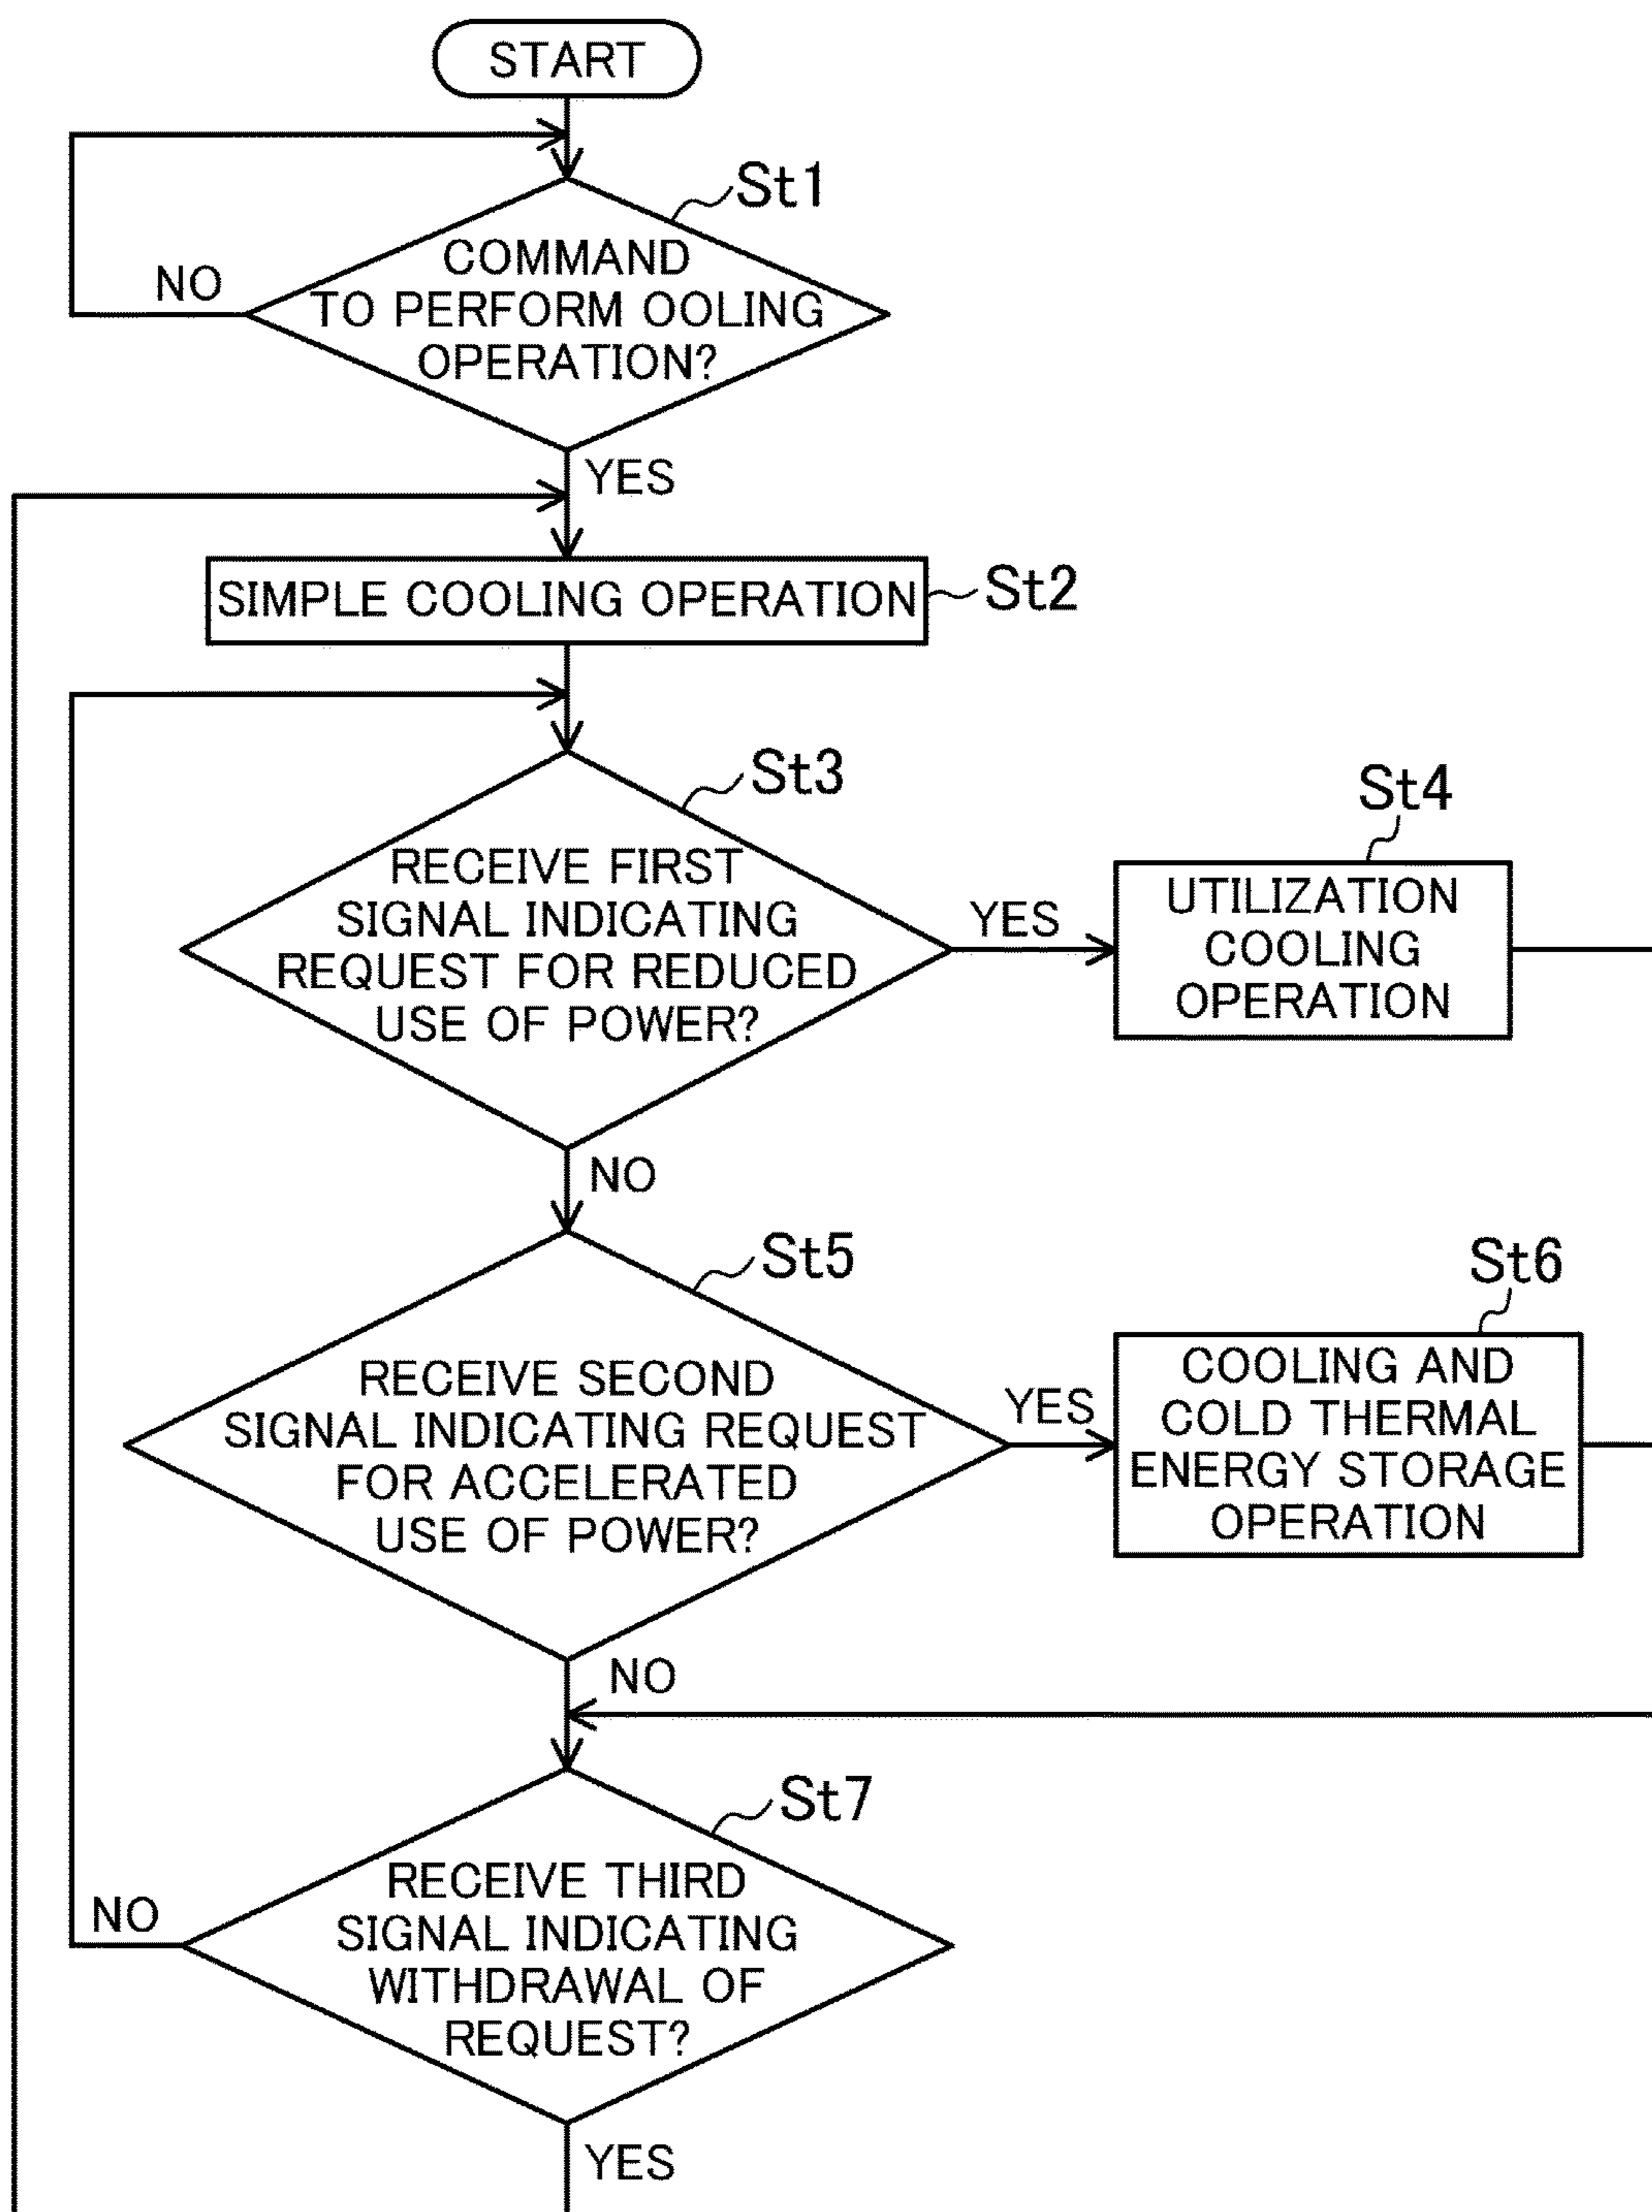 START
St1
COMMAND
TO PERFORM OOLING
OPERATION?
NO
YES
SIMPLE COOLING OPERATION
St2
St3
RECEIVE FIRST
SIGNAL INDICATING
REQUEST FOR REDUCED
USE OF POWER?
YES
St4
UTILIZATION
COOLING
OPERATION
NO
St5
RECEIVE SECOND
SIGNAL INDICATING REQUEST
FOR ACCELERATED
USE OF POWER?
YES
St6
COOLING AND
COLD THERMAL
ENERGY STORAGE
OPERATION
NO
St7
RECEIVE THIRD
SIGNAL INDICATING
WITHDRAWAL OF
REQUEST?
NO
YES